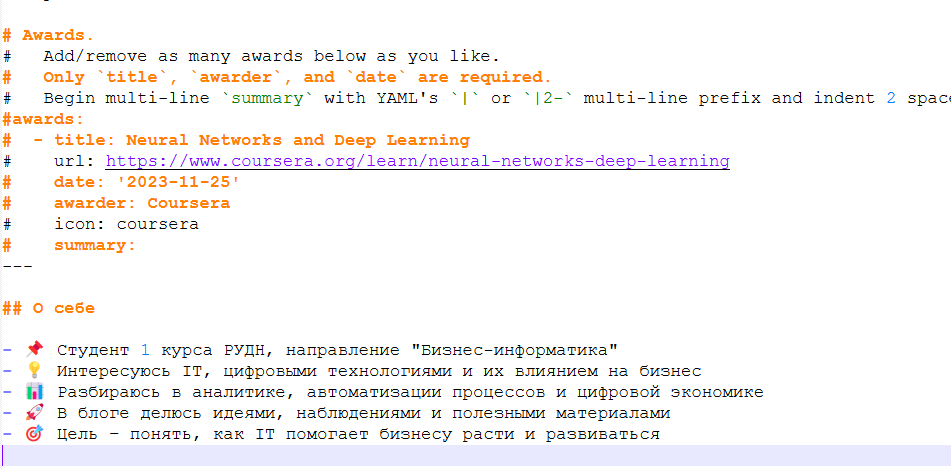 # Awards.
#   Add/remove as many awards below as you like.
#   Only `title`, `awarder`, and `date` are required.
#   Begin multi-line `summary` with YAML's `|` or `|2-` multi-line prefix and indent 2
#awards:
#  - title: Neural Networks and Deep Learning
#    url: https://www.coursera.org/learn/neural-networks-deep-learning
#    date: '2023-11-25'
#    awarder: Coursera
#    icon: coursera
#    summary:
---
## О себе
- 📌 Студент 1 курса РУДН, направление "Бизнес-информатика"
- 💡 Интересуюсь IT, цифровыми технологиями и их влиянием на бизнес
- 📊 Разбираюсь в аналитике, автоматизации процессов и цифровой экономике
- 🚀 В блоге делюсь идеями, наблюдениями и полезными материалами
- 🎯 Цель – понять, как IT помогает бизнесу расти и развиваться